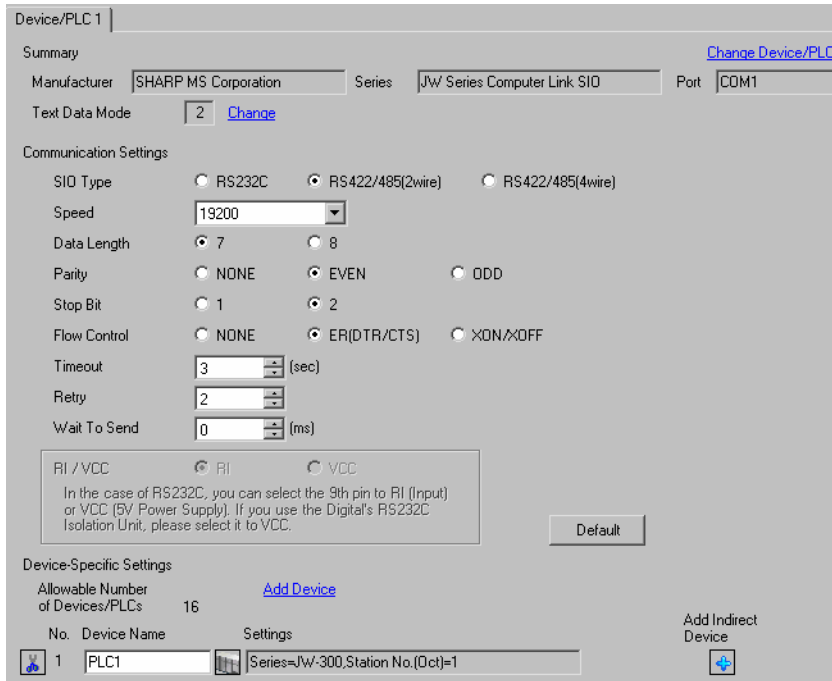 Device/PLC 1
Summary
Change Device/PLC
Manufacturer SHARP MS Corporation Series JW Series Computer Link SIO Port COM1
Text Data Mode 2 Change
Communication Settings
SIO Type RS232C RS422/485(2wire) RS422/485(4wire)
Speed 19200
Data Length 7 8
Parity NONE EVEN ODD
Stop Bit 1 2
Flow Control NONE ER(DTR/CTS) XON/XOFF
Timeout 3 (sec)
Retry 2
Wait To Send 0 (ms)
RI / VCC RI VCC
In the case of RS232C, you can select the 9th pin to RI (Input)
or VCC (5V Power Supply). If you use the Digital's RS232C
Isolation Unit, please select it to VCC.
Default
Device-Specific Settings
Allowable Number
of Devices/PLCs 16
Add Device
Add Indirect
Device
No. Device Name Settings
1 PLC1 Series=JW-300,Station No.(Oct)=1